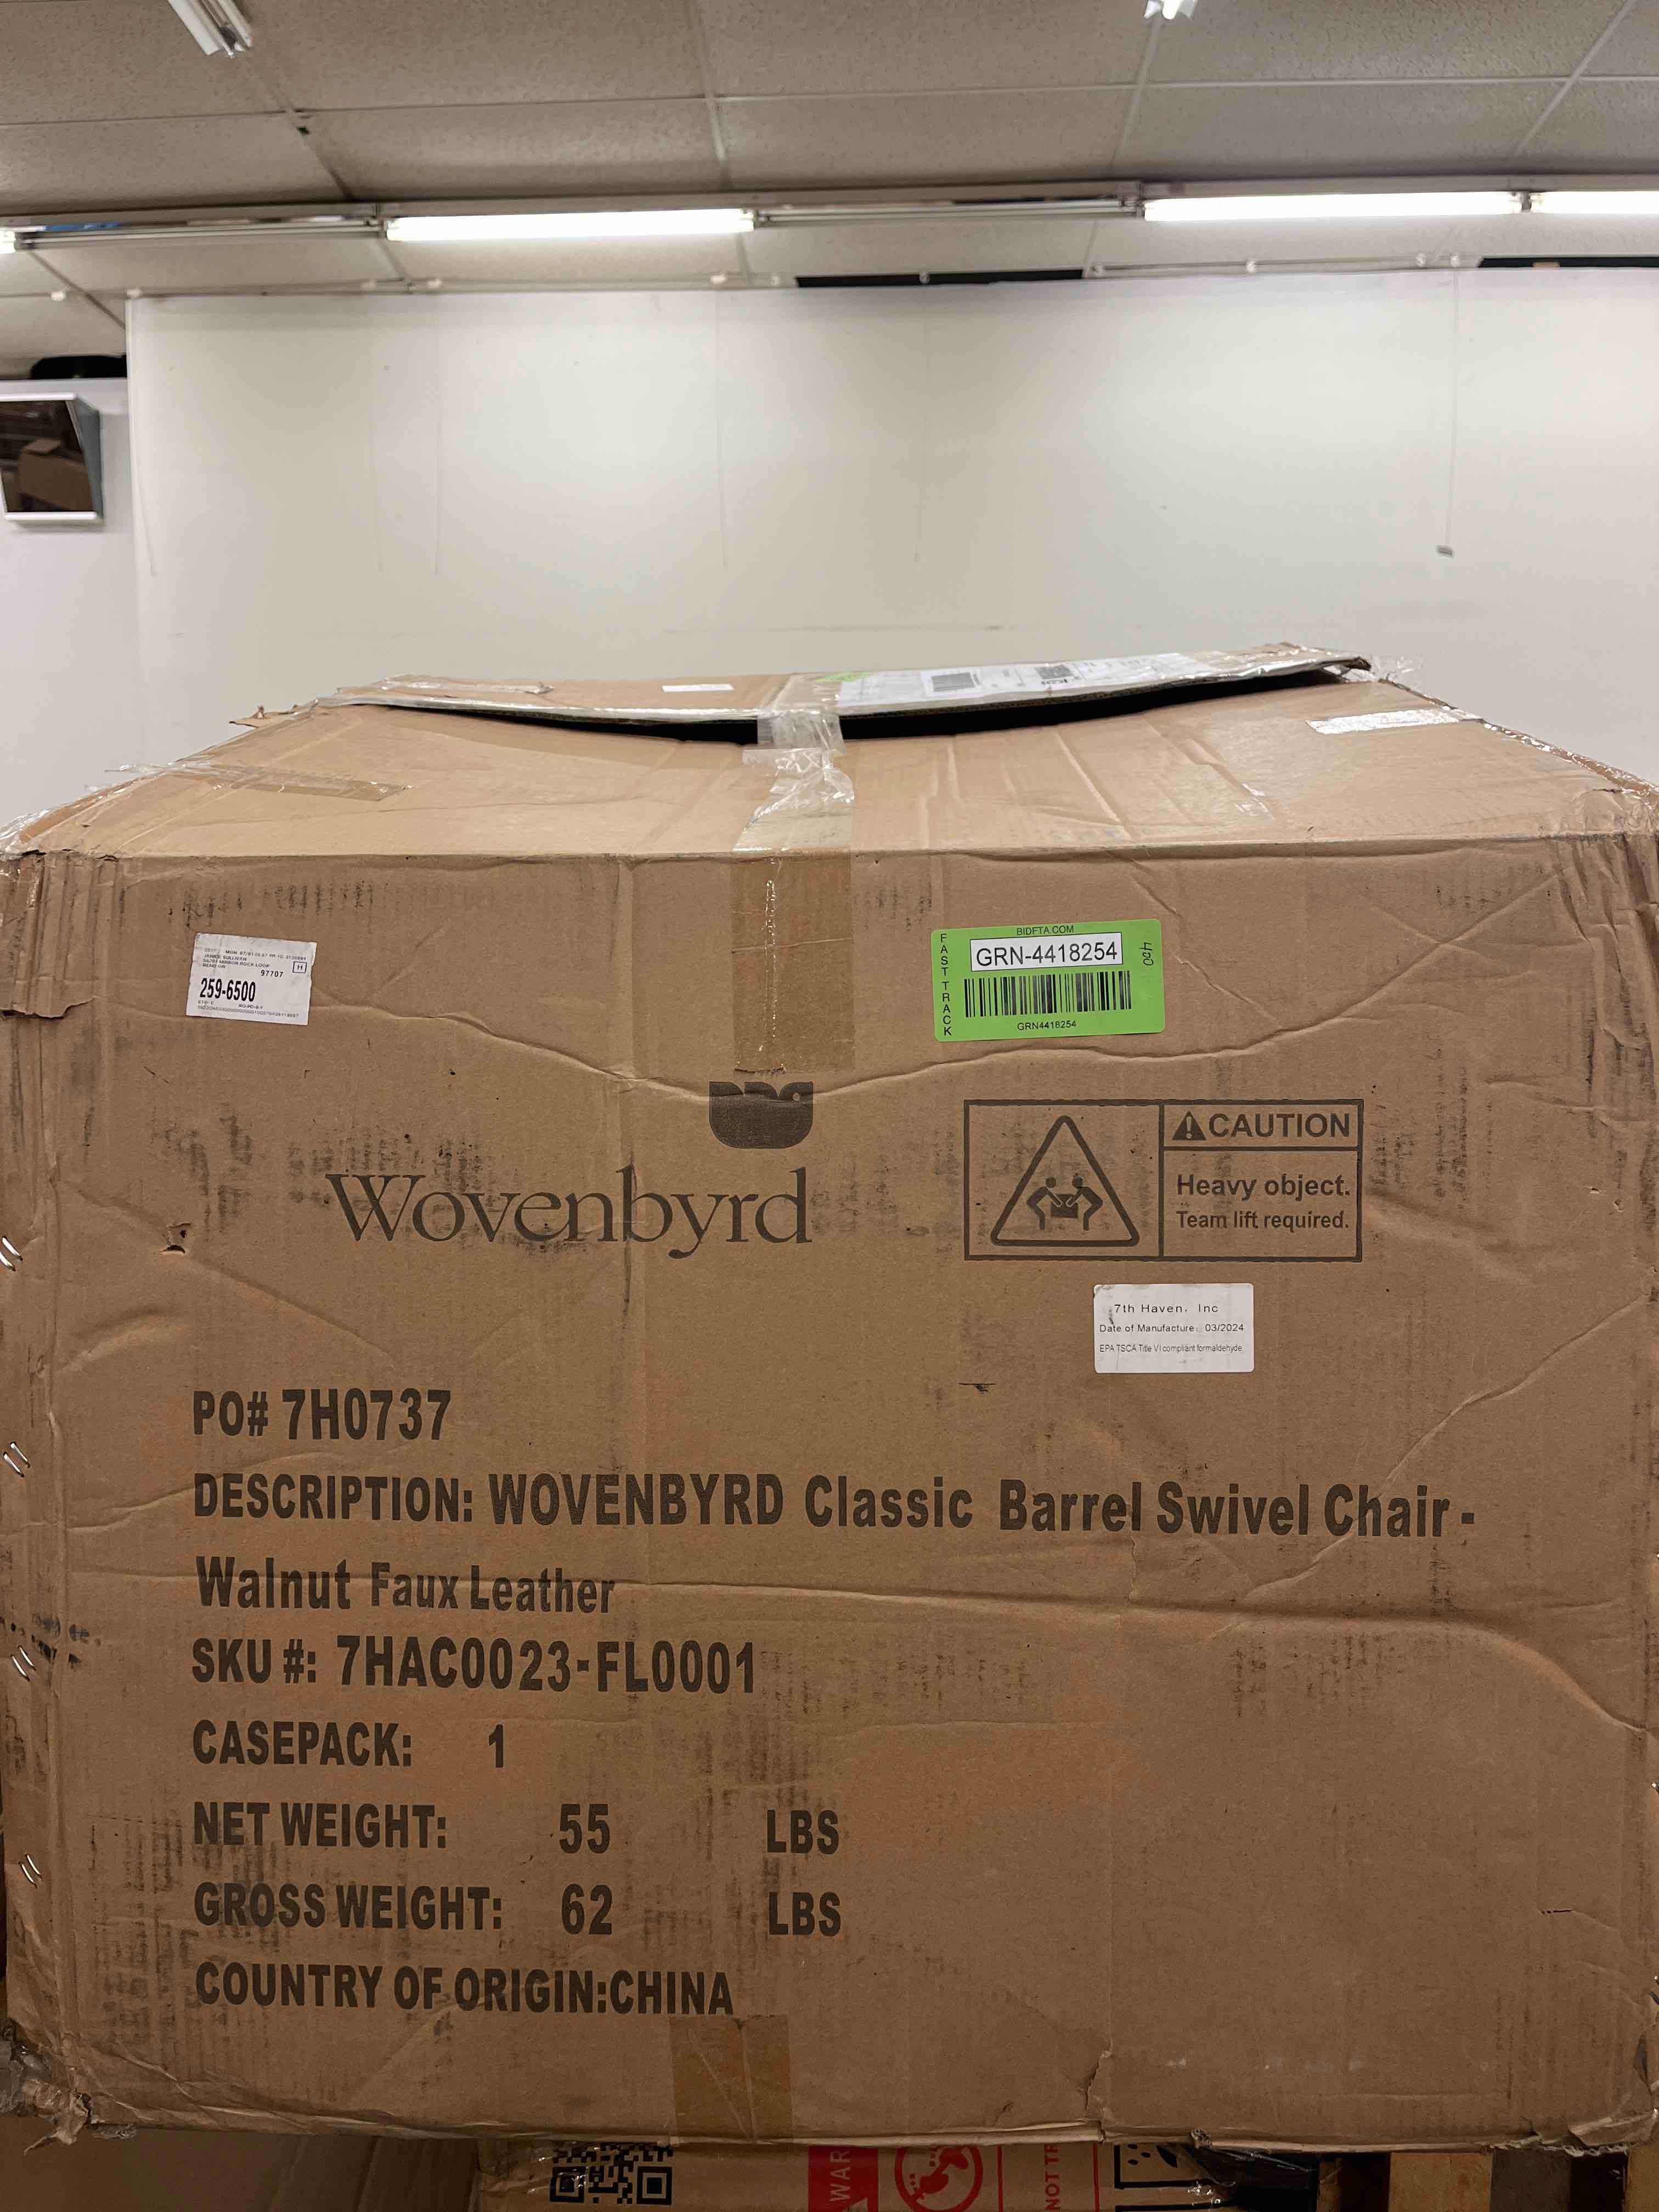 BIDFTA.COM
FAST TRACK
GRN-4418254
400
GRN4418254
97707
H
259-6500
Wovenbyrd
CAUTION
Heavy object.
Team lift required.
7th Haven, Inc
Date of Manufacture: 03/2024
EPA TSCA Title VI compliant formaldehyde
PO# 7H0737
DESCRIPTION: WOVENBYRD Classic Barrel Swivel Chair -
Walnut Faux Leather
SKU #: 7HAC0023-FL0001
CASEPACK: 1
NET WEIGHT: 55 LBS
GROSS WEIGHT: 62 LBS
COUNTRY OF ORIGIN:CHINA
WAR
NOT TR